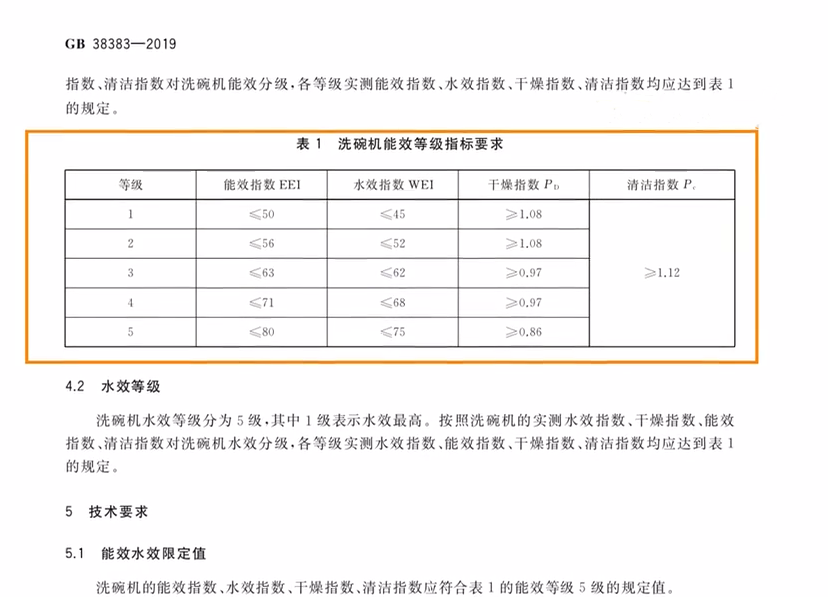 GB 38383—2019
指数、清洁指数对洗碗机能效分级,各等级实测能效指数、水效指数、干燥指数、清洁指数均应达到表 1
的规定。
表 1 洗碗机能效等级指标要求
等级 能效指数 EEI 水效指数 WEI 干燥指数 PD 清洁指数 Pc
1 ≤50 ≤45 ≥1.08
2 ≤56 ≤52 ≥1.08
3 ≤63 ≤62 ≥0.97 ≥1.12
4 ≤71 ≤68 ≥0.97
5 ≤80 ≤75 ≥0.86
4.2 水效等级
洗碗机水效等级分为 5 级,其中 1 级表示水效最高。按照洗碗机的实测水效指数、干燥指数、能效
指数、清洁指数对洗碗机水效分级,各等级实测水效指数、能效指数、干燥指数、清洁指数均应达到表 1
的规定。
5 技术要求
5.1 能效水效限定值
洗碗机的能效指数、水效指数、干燥指数、清洁指数应符合表 1 的能效等级 5 级的规定值。